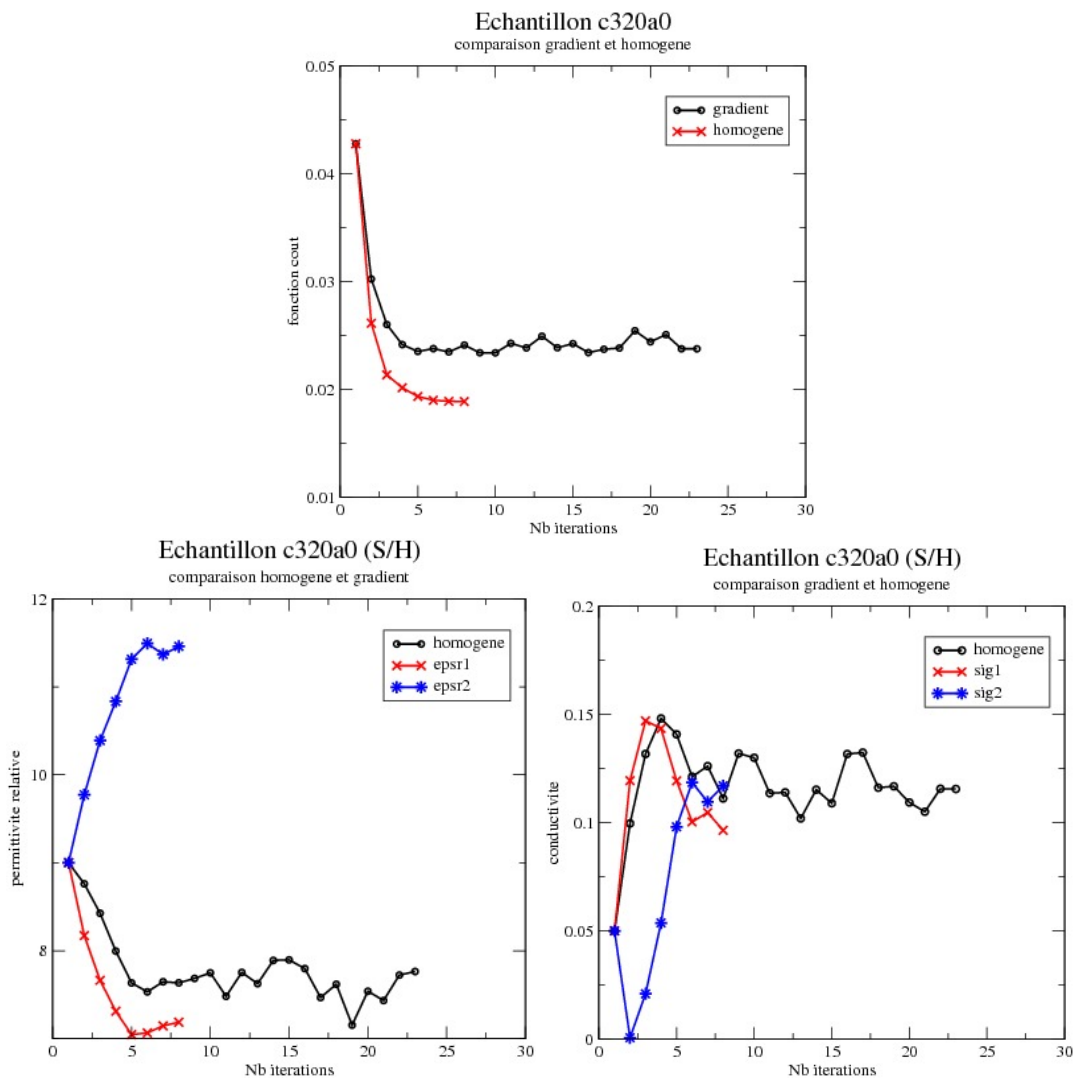 Echantillon c320a0
comparaison gradient et homogene
0.05
0.04
0.03
0.02
0.01
fonction cout
gradient
homogene
0 5 10 15 20 25 30
Nb iterations
Echantillon c320a0 (S/H)
comparaison homogene et gradient
12
10
8
permittivite relative
homogene
epsr1
epsr2
0 5 10 15 20 25 30
Nb iterations
Echantillon c320a0 (S/H)
comparaison gradient et homogene
0.2
0.15
0.1
0.05
0
conductivite
homogene
sig1
sig2
0 5 10 15 20 25 30
Nb iterations